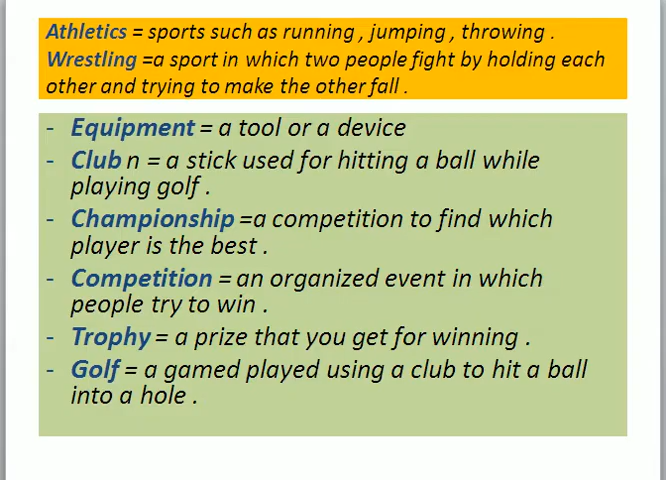 Athletics = sports such as running , jumping , throwing .
Wrestling =a sport in which two people fight by holding each
other and trying to make the other fall .
- Equipment = a tool or a device
- Club n = a stick used for hitting a ball while
playing golf .
- Championship =a competition to find which
player is the best .
- Competition = an organized event in which
people try to win .
- Trophy = a prize that you get for winning .
- Golf = a gamed played using a club to hit a ball
into a hole .